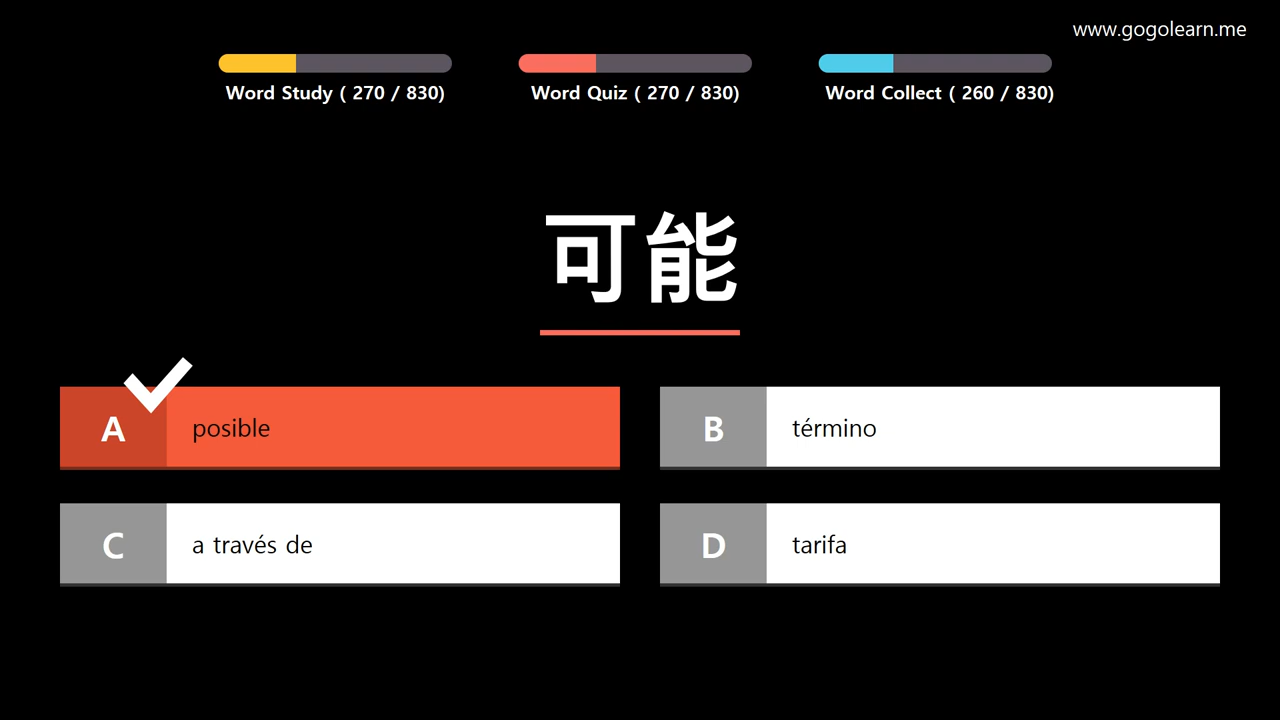 www.gogolearn.me
Word Study ( 270 / 830)
Word Quiz ( 270 / 830)
Word Collect ( 260 / 830)
可能
A posible
B término
C a través de
D tarifa